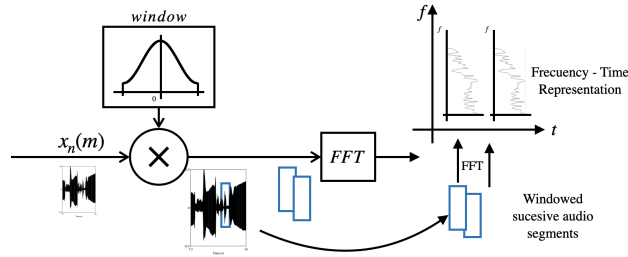 window
0
xₙ(m)
FFT
f
f
f
t
Frecuency - Time
Representation
FFT
Windowed
sucesive audio
segments